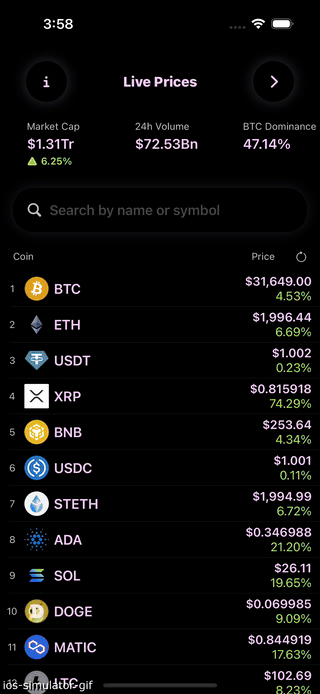 3:58
i
Live Prices
Market Cap 24h Volume BTC Dominance
$1.31Tr $72.53Bn 47.14%
6.25%
Search by name or symbol
Coin Price
1 BTC $31,649.00
4.53%
2 ETH $1,996.44
6.69%
3 USDT $1.002
0.23%
4 XRP $0.815918
74.29%
5 BNB $253.64
4.34%
6 USDC $1.001
0.11%
7 STETH $1,994.99
6.72%
8 ADA $0.346988
21.20%
9 SOL $26.11
19.65%
10 DOGE $0.069985
9.09%
11 MATIC $0.844919
17.63%
12 LTC $102.69
8.23%
ios-simulator-gif